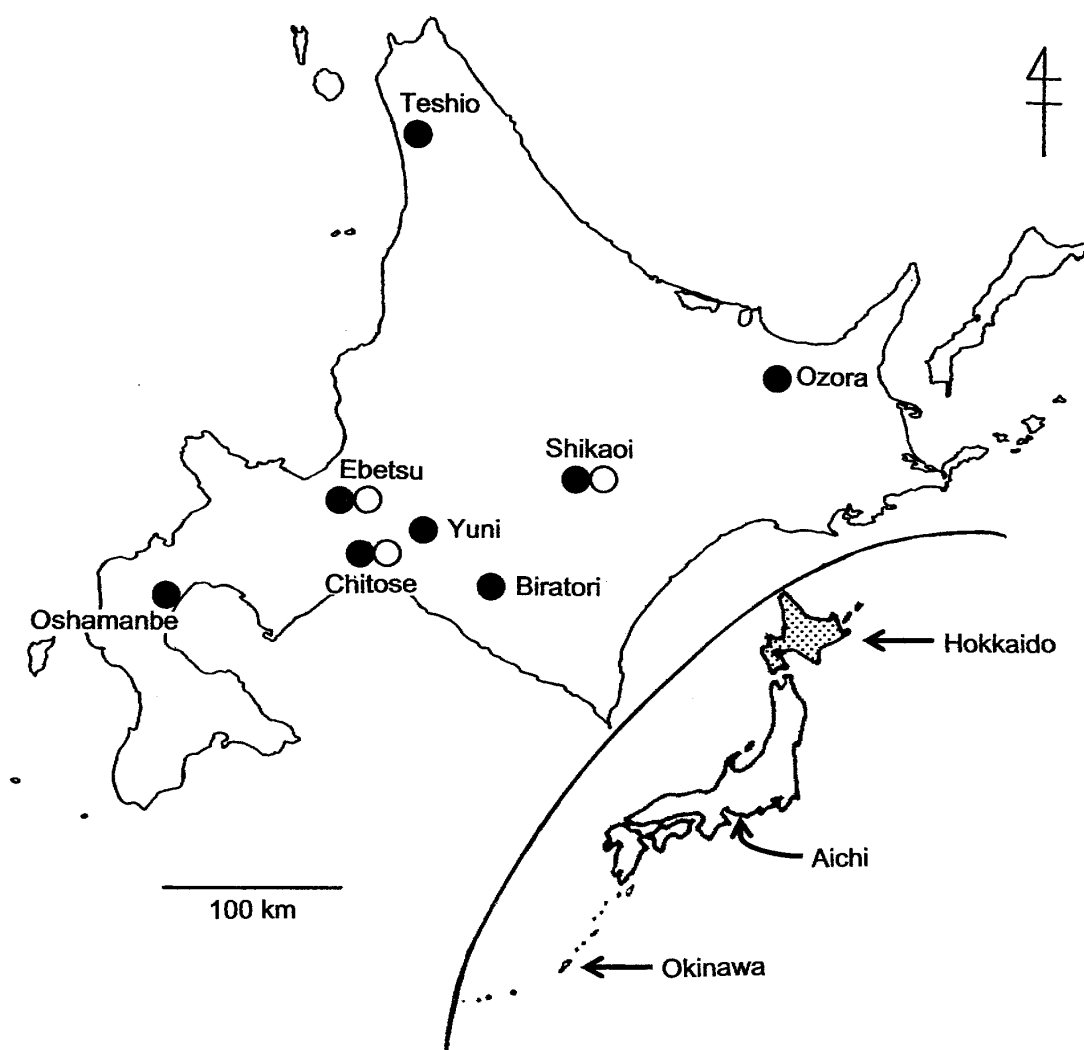 Teshio
Ozora
Shikaoi
Ebetsu
Yuni
Chitose
Biratori
Oshamanbe
Hokkaido
Aichi
100 km
Okinawa